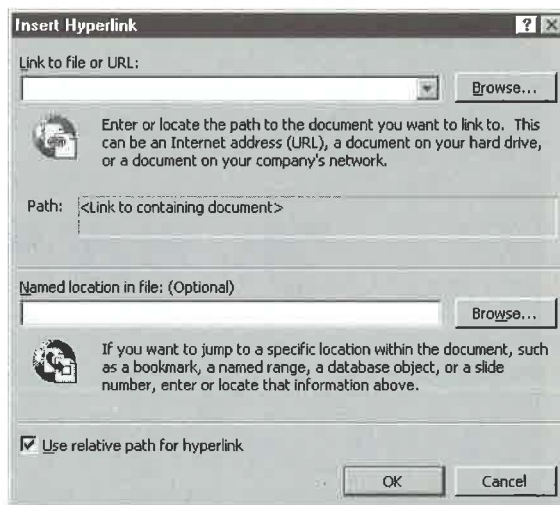 Insert Hyperlink
Link to file or URL:
Browse...
Enter or locate the path to the document you want to link to. This
can be an Internet address (URL), a document on your hard drive,
or a document on your company's network.
Path: <Link to containing document>
Named location in file: (Optional)
Browse...
If you want to jump to a specific location within the document, such
as a bookmark, a named range, a database object, or a slide
number, enter or locate that information above.
Use relative path for hyperlink
OK Cancel